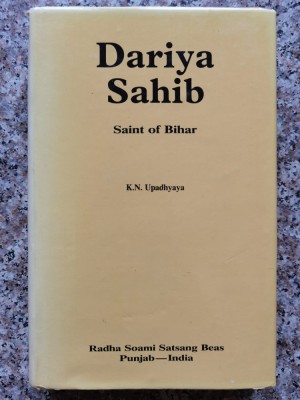 Dariya
Sahib
Saint of Bihar
K.N. Upadhyaya
Radha Soami Satsang Beas
Punjab—India